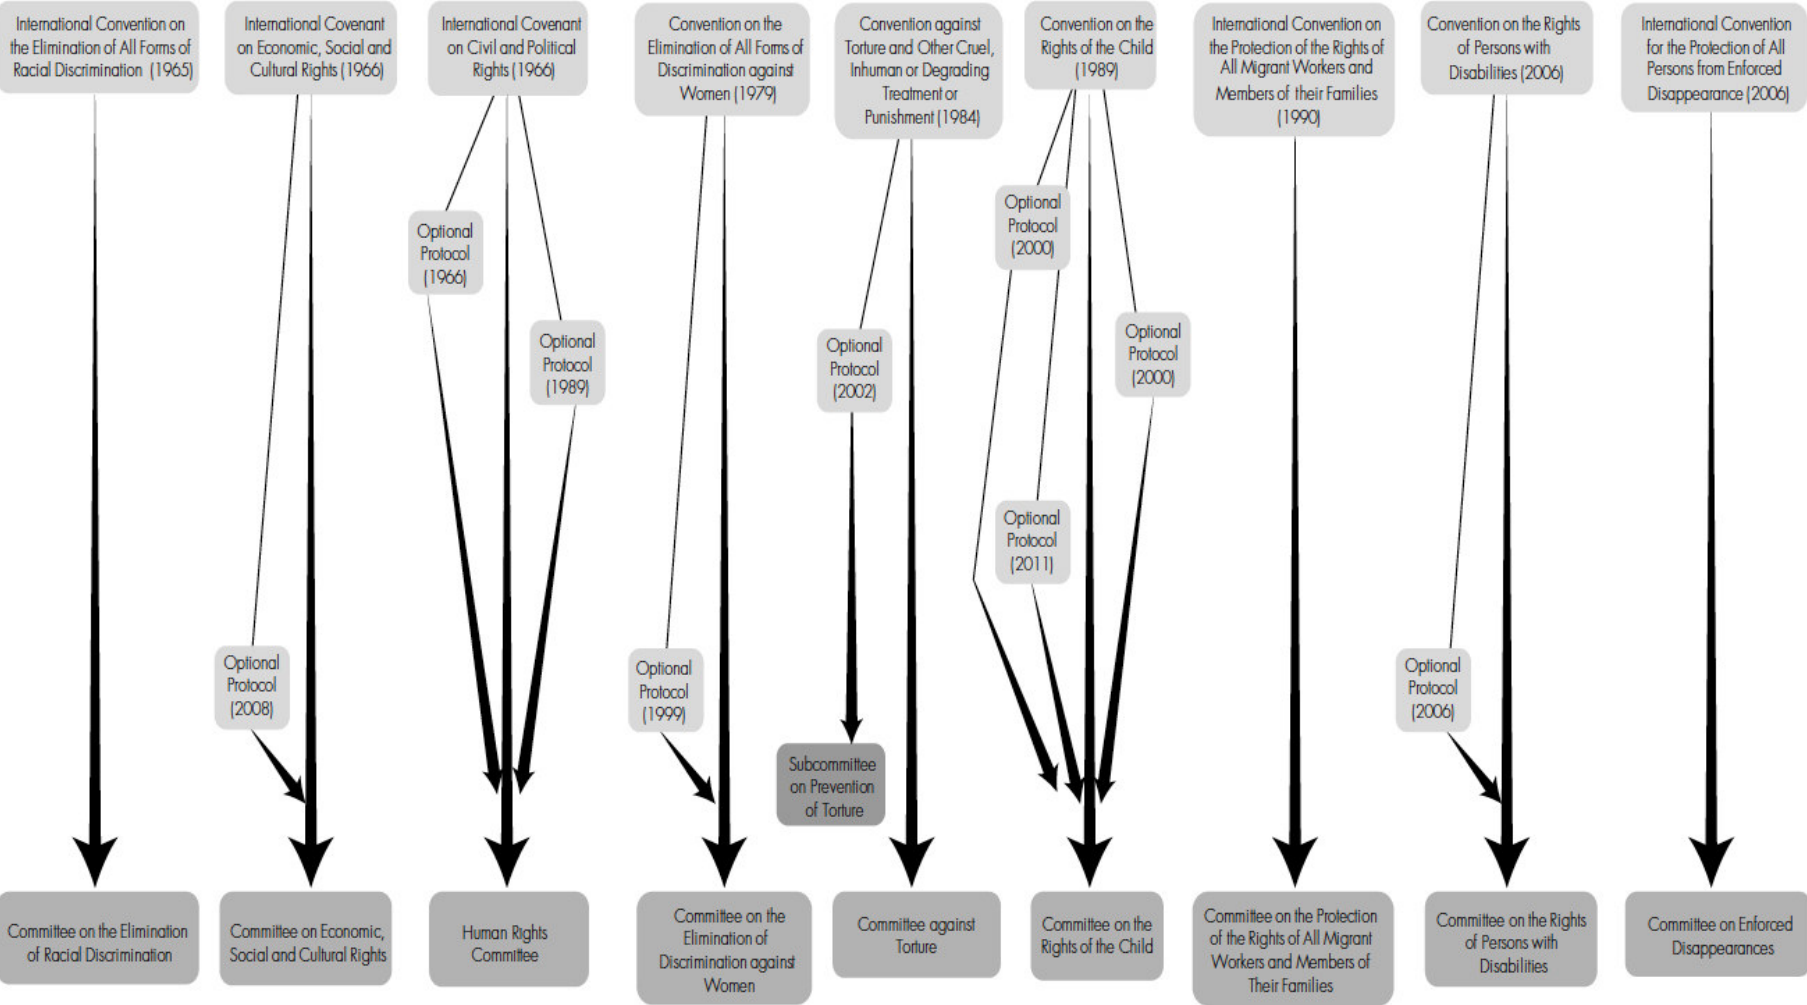 International Convention on
the Elimination of All Forms of
Racial Discrimination (1965)
International Covenant
on Economic, Social and
Cultural Rights (1966)
International Covenant
on Civil and Political
Rights (1966)
Convention on the
Elimination of All Forms of
Discrimination against
Women (1979)
Convention against
Torture and Other Cruel,
Inhuman or Degrading
Treatment or
Punishment (1984)
Convention on the
Rights of the Child
(1989)
International Convention on
the Protection of the Rights of
All Migrant Workers and
Members of their Families
(1990)
Convention on the Rights
of Persons with
Disabilities (2006)
International Convention
for the Protection of All
Persons from Enforced
Disappearance (2006)
Optional
Protocol
(2000)
Optional
Protocol
(1966)
Optional
Protocol
(1989)
Optional
Protocol
(2002)
Optional
Protocol
(2000)
Optional
Protocol
(2011)
Optional
Protocol
(2008)
Optional
Protocol
(1999)
Optional
Protocol
(2006)
Subcommittee
on Prevention
of Torture
Committee on the Elimination
of Racial Discrimination
Committee on Economic,
Social and Cultural Rights
Human Rights
Committee
Committee on the
Elimination of
Discrimination against
Women
Committee against
Torture
Committee on the
Rights of the Child
Committee on the Protection
of the Rights of All Migrant
Workers and Members of
Their Families
Committee on the Rights
of Persons with
Disabilities
Committee on Enforced
Disappearances